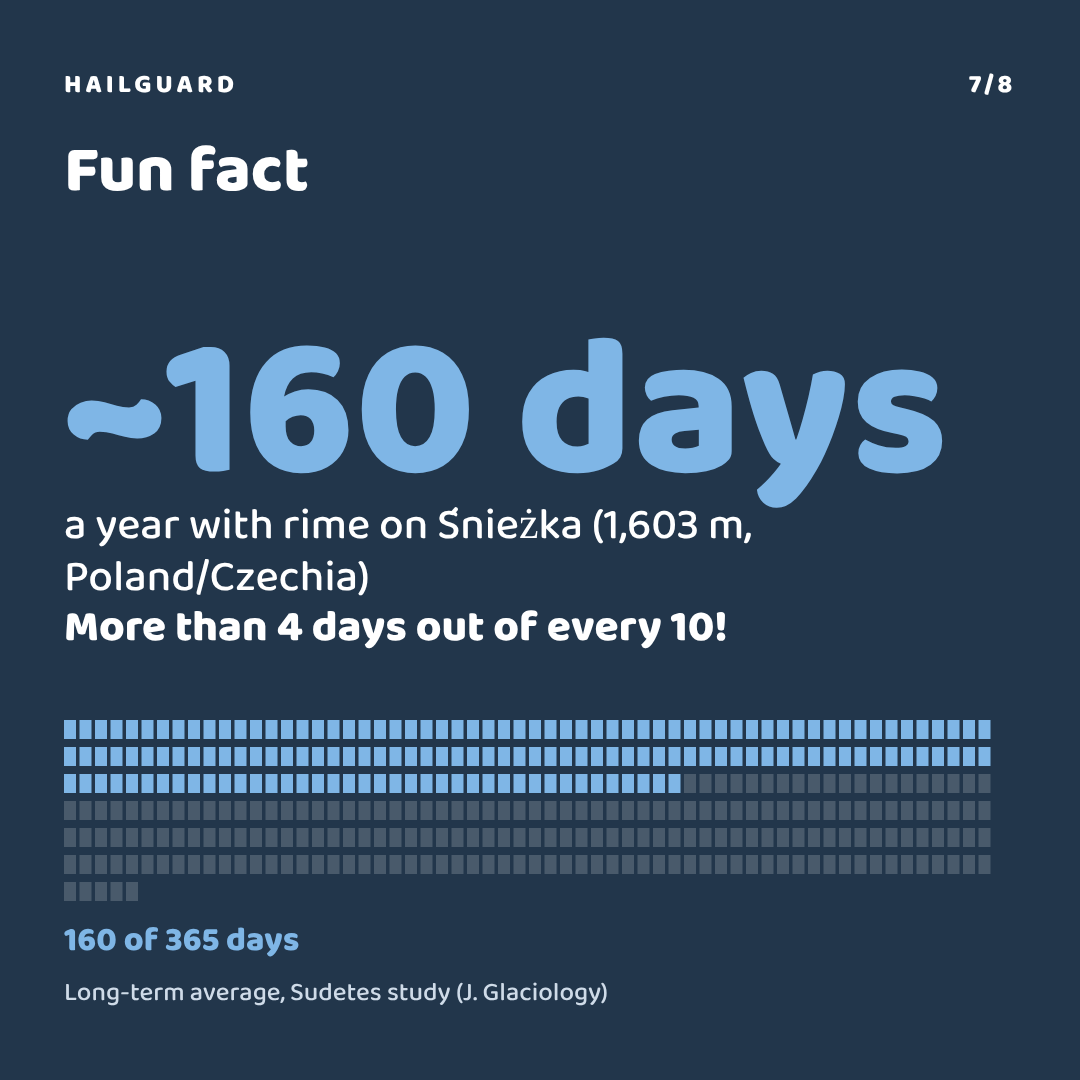 HAILGUARD
7/8
Fun fact
~160 days
a year with rime on Śnieżka (1,603 m,
Poland/Czechia)
More than 4 days out of every 10!
160 of 365 days
Long-term average, Sudetes study (J. Glaciology)